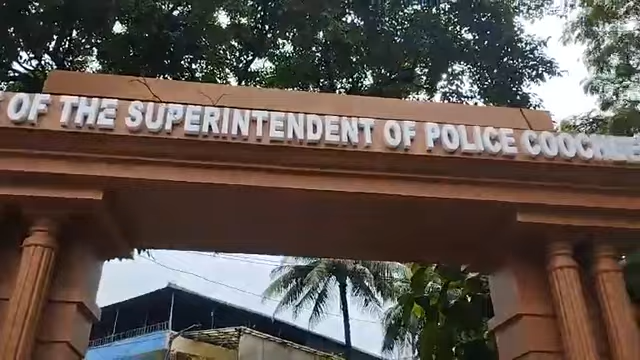 OF THE SUPERINTENDENT OF POLICE